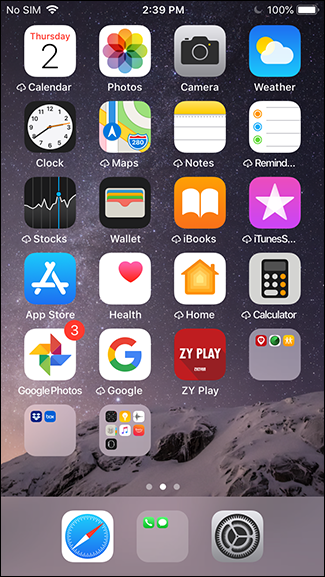 No SIM 2:39 PM 100%
Thursday
2
Calendar Photos Camera Weather
280
Clock Maps Notes Remind...
Stocks Wallet iBooks iTunesS...
App Store Health Home Calculator
3
ZY PLAY
ZXZYXW
GooglePhotos Google ZY Play
box